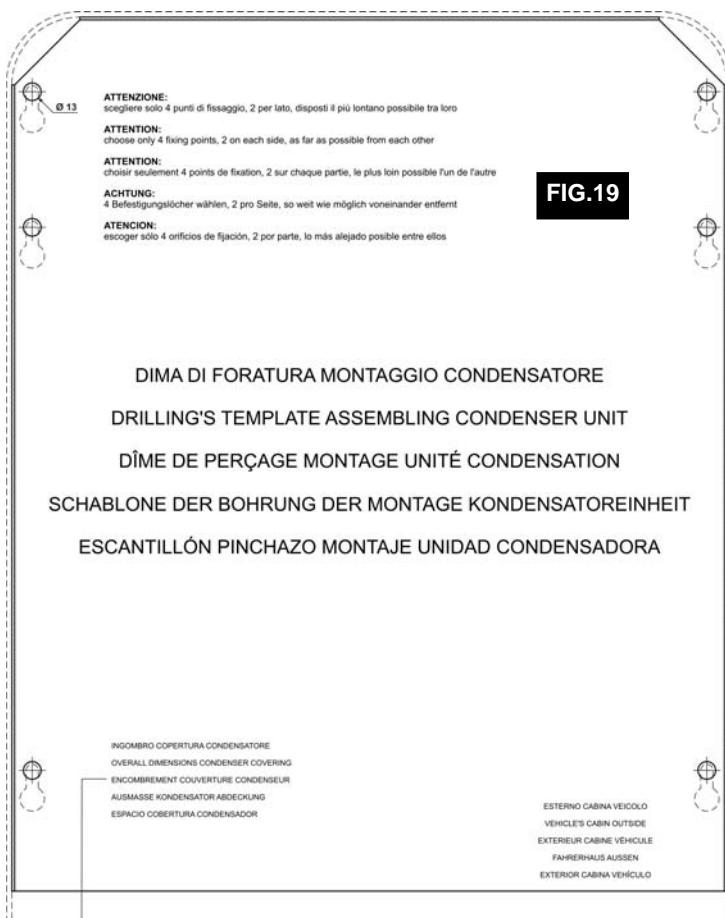 Ø 13
ATTENZIONE:
scegliere solo 4 punti di fissaggio, 2 per lato, disposti il più lontano possibile tra loro
ATTENTION:
choose only 4 fixing points, 2 on each side, as far as possible from each other
ATTENTION:
choisir seulement 4 points de fixation, 2 sur chaque partie, le plus loin possible l'un de l'autre
ACHTUNG:
4 Befestigungslöcher wählen, 2 pro Seite, so weit wie möglich voneinander entfernt
ATENCION:
escoger sólo 4 orificios de fijación, 2 por parte, lo más alejado posible entre ellos
FIG.19
DIMA DI FORATURA MONTAGGIO CONDENSATORE
DRILLING'S TEMPLATE ASSEMBLING CONDENSER UNIT
DÎME DE PERÇAGE MONTAGE UNITÉ CONDENSATION
SCHABLONE DER BOHRUNG DER MONTAGE KONDENSATOREINHEIT
ESCANTILLÓN PINCHAZO MONTAJE UNIDAD CONDENSADORA
INGOMBRO COPERTURA CONDENSATORE
OVERALL DIMENSIONS CONDENSER COVERING
ENCOMBREMENT COUVERTURE CONDENSEUR
AUSMASSE KONDENSATOR ABDECKUNG
ESPACIO COBERTURA CONDENSADOR
ESTERNO CABINA VEICOLO
VEHICLE'S CABIN OUTSIDE
EXTERIEUR CABINE VÉHICULE
FAHRERHAUS AUSSEN
EXTERIOR CABINA VEHÍCULO